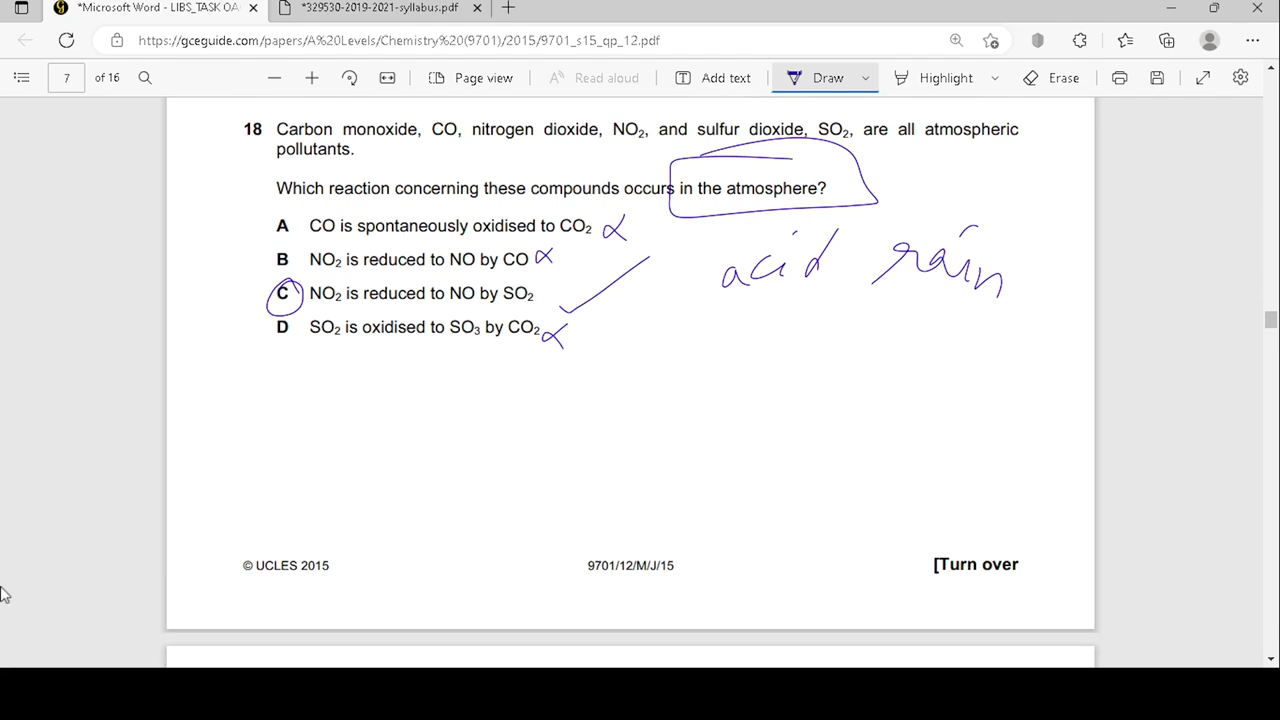 *Microsoft Word - LIBS_TASK OAI
*329530-2019-2021-syllabus.pdf
https://gceguide.com/papers/A%20Levels/Chemistry%20(9701)/2015/9701_s15_qp_12.pdf
7 of 16 Page view Read aloud Add text Draw Highlight Erase
18 Carbon monoxide, CO, nitrogen dioxide, NO₂, and sulfur dioxide, SO₂, are all atmospheric
pollutants.
Which reaction concerning these compounds occurs in the atmosphere?
A CO is spontaneously oxidised to CO₂
B NO₂ is reduced to NO by CO
acid rain
C NO₂ is reduced to NO by SO₂
D SO₂ is oxidised to SO₃ by CO₂
© UCLES 2015 9701/12/M/J/15 [Turn over